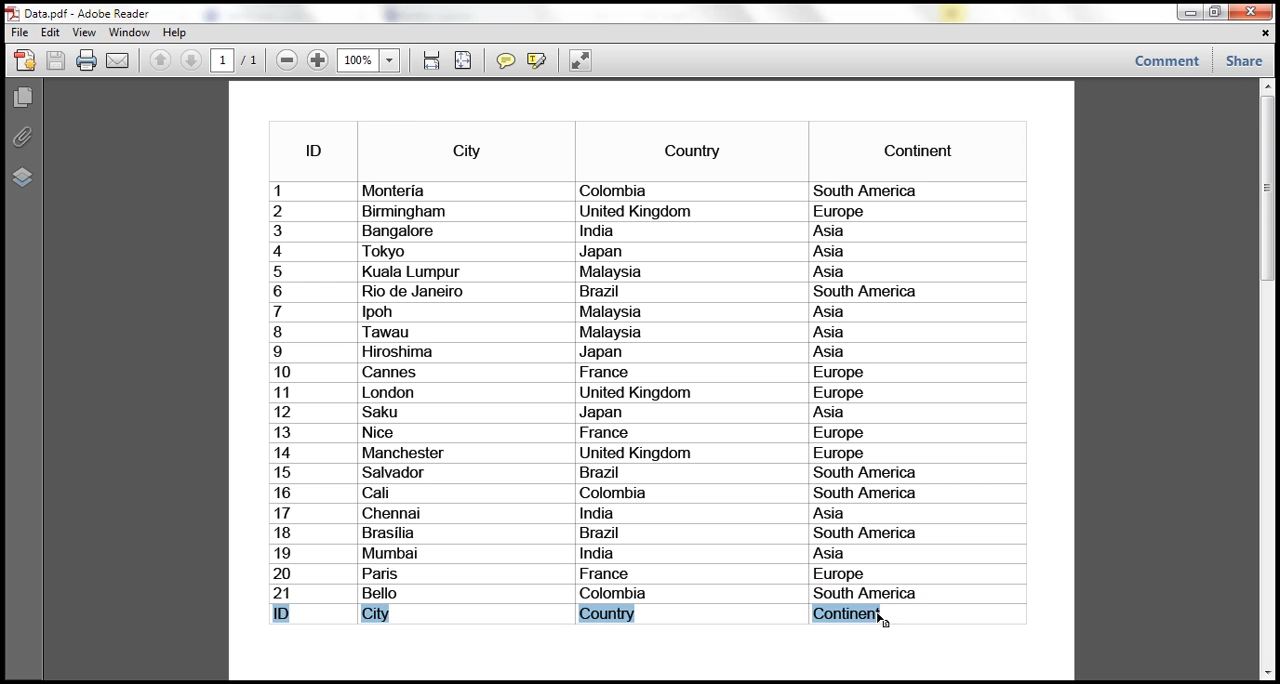 Data.pdf - Adobe Reader
File Edit View Window Help
1 / 1 100% Comment Share
ID City Country Continent
1 Montería Colombia South America
2 Birmingham United Kingdom Europe
3 Bangalore India Asia
4 Tokyo Japan Asia
5 Kuala Lumpur Malaysia Asia
6 Rio de Janeiro Brazil South America
7 Ipoh Malaysia Asia
8 Tawau Malaysia Asia
9 Hiroshima Japan Asia
10 Cannes France Europe
11 London United Kingdom Europe
12 Saku Japan Asia
13 Nice France Europe
14 Manchester United Kingdom Europe
15 Salvador Brazil South America
16 Cali Colombia South America
17 Chennai India Asia
18 Brasília Brazil South America
19 Mumbai India Asia
20 Paris France Europe
21 Bello Colombia South America
ID City Country Continent